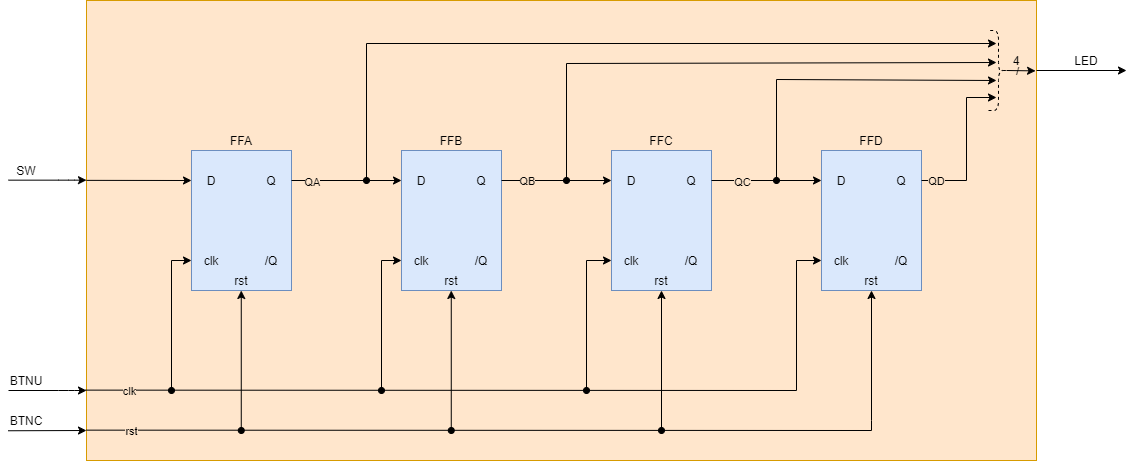 4
LED
FFA
FFB
FFC
FFD
SW
D
Q
QA
D
Q
QB
D
Q
QC
D
Q
QD
clk
/Q
clk
/Q
clk
/Q
clk
/Q
rst
rst
rst
rst
BTNU
clk
BTNC
rst